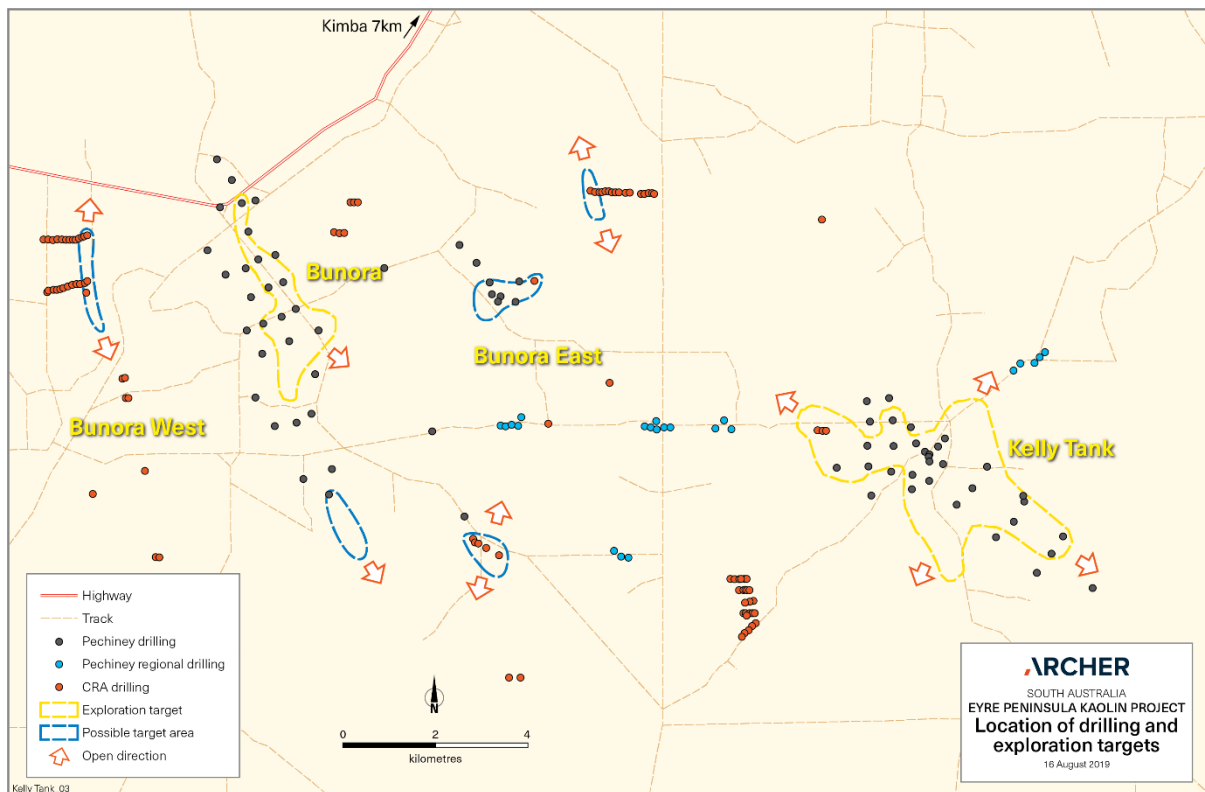 Kimba 7km
Bunora
Bunora East
Bunora West
Kelly Tank
Highway
Track
Pechiney drilling
Pechiney regional drilling
CRA drilling
Exploration target
Possible target area
Open direction
N
0 2 4
kilometres
ARCHER
SOUTH AUSTRALIA
EYRE PENINSULA KAOLIN PROJECT
Location of drilling and
exploration targets
16 August 2019
Kelly Tank_03